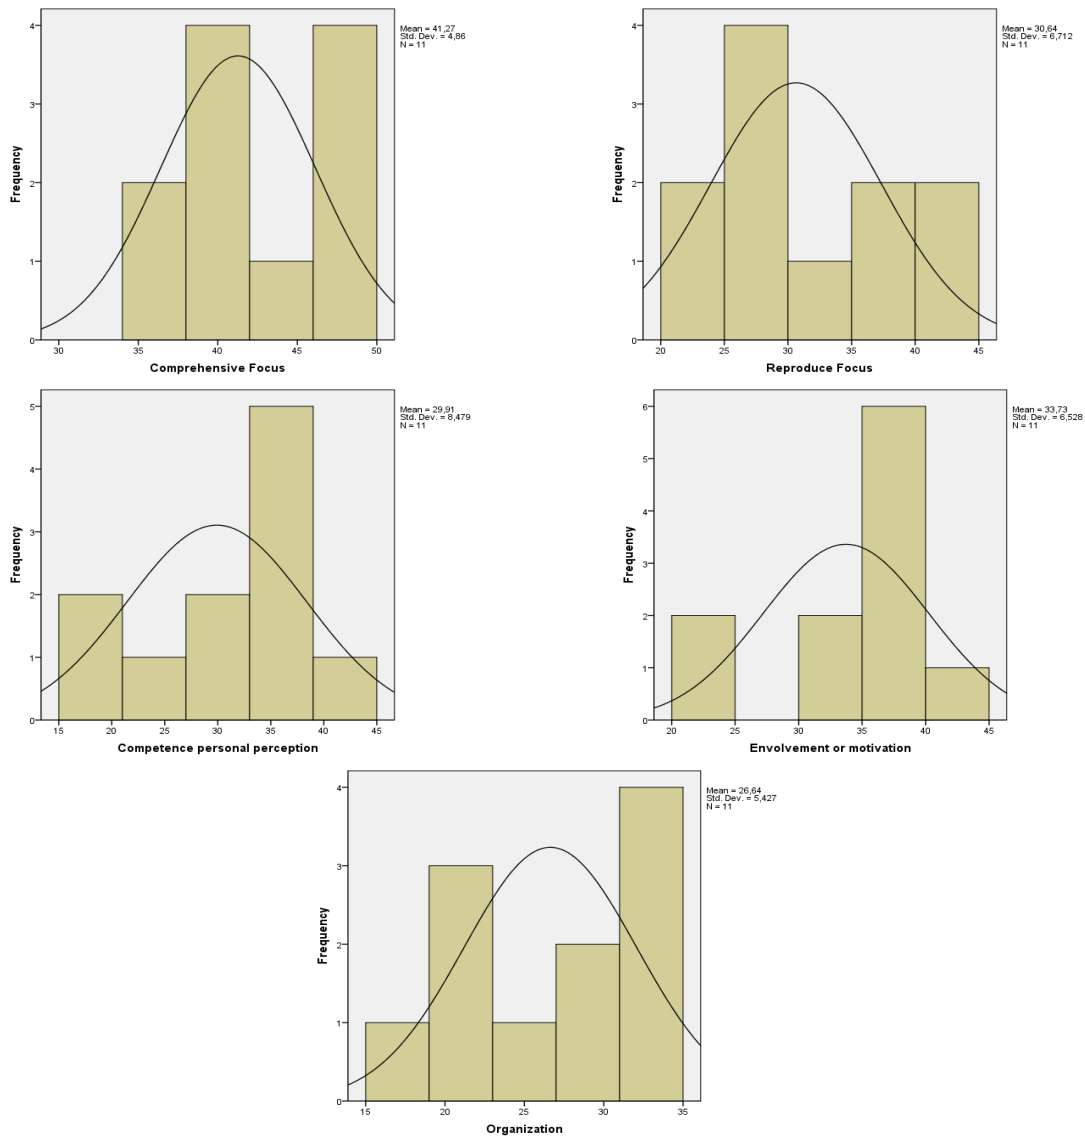 Mean = 41,27
Std. Dev. = 4,86
N = 11
Frequency
4
3
2
1
0
30 35 40 45 50
Comprehensive Focus
Mean = 30,64
Std. Dev. = 6,712
N = 11
Frequency
4
3
2
1
0
20 25 30 35 40 45
Reproduce Focus
Mean = 29,91
Std. Dev. = 8,479
N = 11
Frequency
5
4
3
2
1
0
15 20 25 30 35 40 45
Competence personal perception
Mean = 33,73
Std. Dev. = 6,528
N = 11
Frequency
6
5
4
3
2
1
0
20 25 30 35 40 45
Envolvement or motivation
Mean = 26,64
Std. Dev. = 5,427
N = 11
Frequency
4
3
2
1
0
15 20 25 30 35
Organization